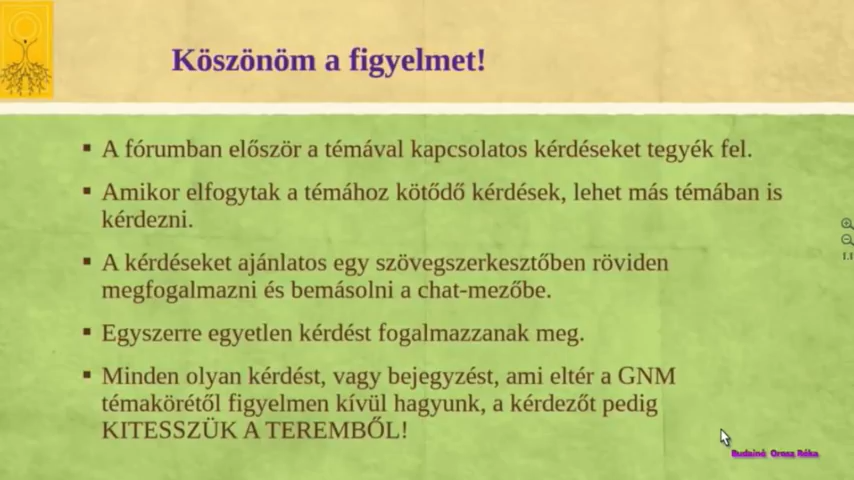 Köszönöm a figyelmet!
▪ A fórumban először a témával kapcsolatos kérdéseket tegyék fel.
▪ Amikor elfogytak a témához kötődő kérdések, lehet más témában is
kérdezni.
▪ A kérdéseket ajánlatos egy szövegszerkesztőben röviden
megfogalmazni és bemásolni a chat-mezőbe.
▪ Egyszerre egyetlen kérdést fogalmazzanak meg.
▪ Minden olyan kérdést, vagy bejegyzést, ami eltér a GNM
témakörétől figyelmen kívül hagyunk, a kérdezőt pedig
KITESSZÜK A TEREMBŐL!
Budainé Orosz Réka